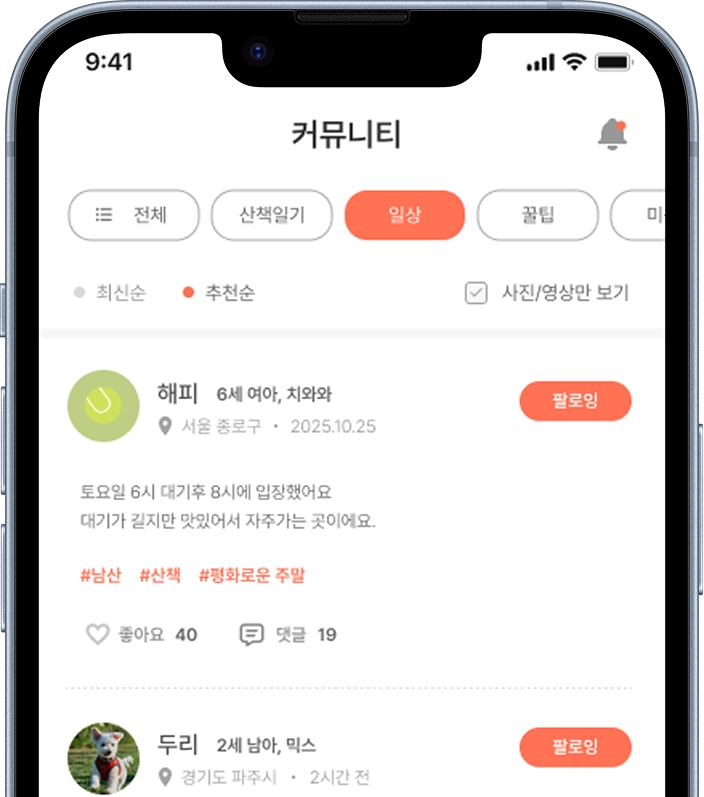 9:41
커뮤니티
전체 산책일기 일상 꿀팁
최신순 추천순 사진/영상만 보기
해피 6세 여아, 치와와 팔로잉
서울 종로구 · 2025.10.25
토요일 6시 대기후 8시에 입장했어요
대기가 길지만 맛있어서 자주가는 곳이에요.
#남산 #산책 #평화로운 주말
좋아요 40 댓글 19
두리 2세 남아, 믹스 팔로잉
경기도 파주시 · 2시간 전